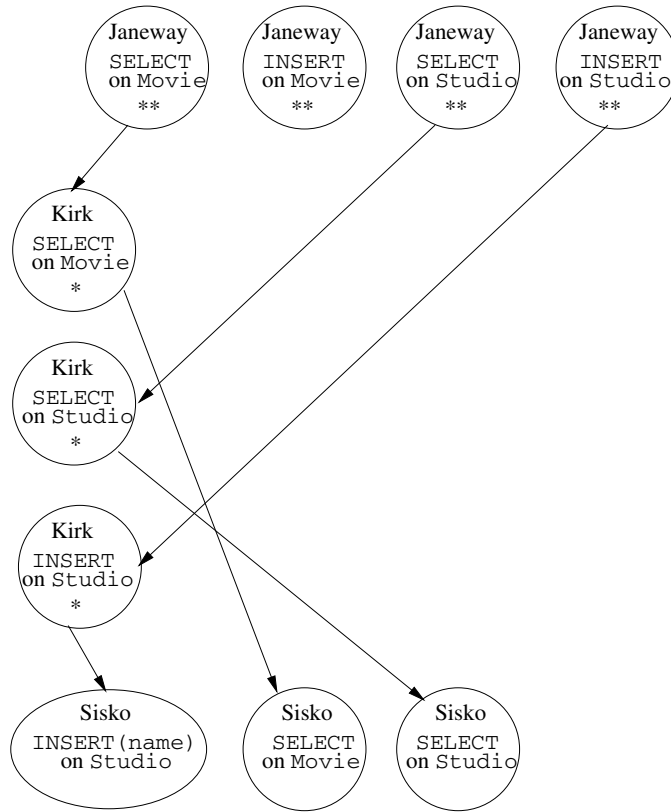 Janeway
SELECT
on Movie
**
Janeway
INSERT
on Movie
**
Janeway
SELECT
on Studio
**
Janeway
INSERT
on Studio
**
Kirk
SELECT
on Movie
*
Kirk
SELECT
on Studio
*
Kirk
INSERT
on Studio
*
Sisko
INSERT(name)
on Studio
Sisko
SELECT
on Movie
Sisko
SELECT
on Studio